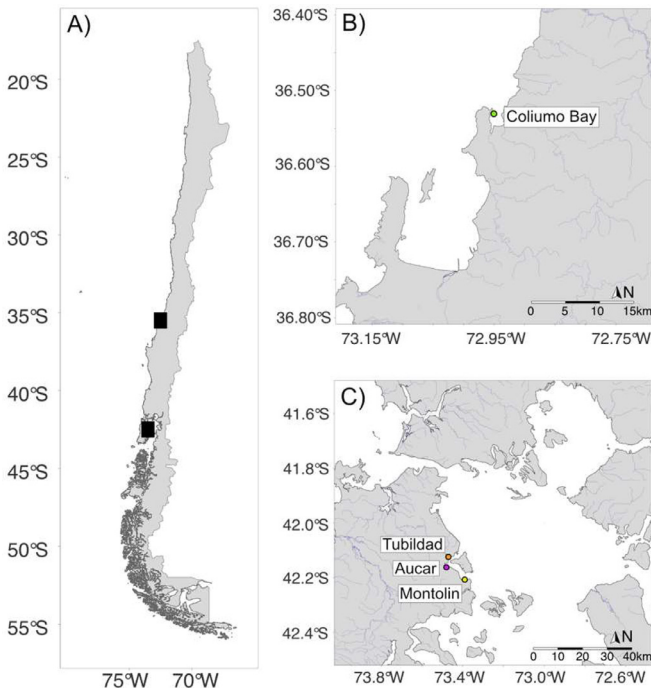 A)
20°S
25°S
30°S
35°S
40°S
45°S
50°S
55°S
75°W 70°W
B)
36.40°S
36.50°S
36.60°S
36.70°S
36.80°S
Coliumo Bay
N
0 5 10 15km
73.15°W 72.95°W 72.75°W
C)
41.6°S
41.8°S
42.0°S
42.2°S
42.4°S
Tubildad
Aucar
Montolin
N
0 10 20 30 40km
73.8°W 73.4°W 73.0°W 72.6°W